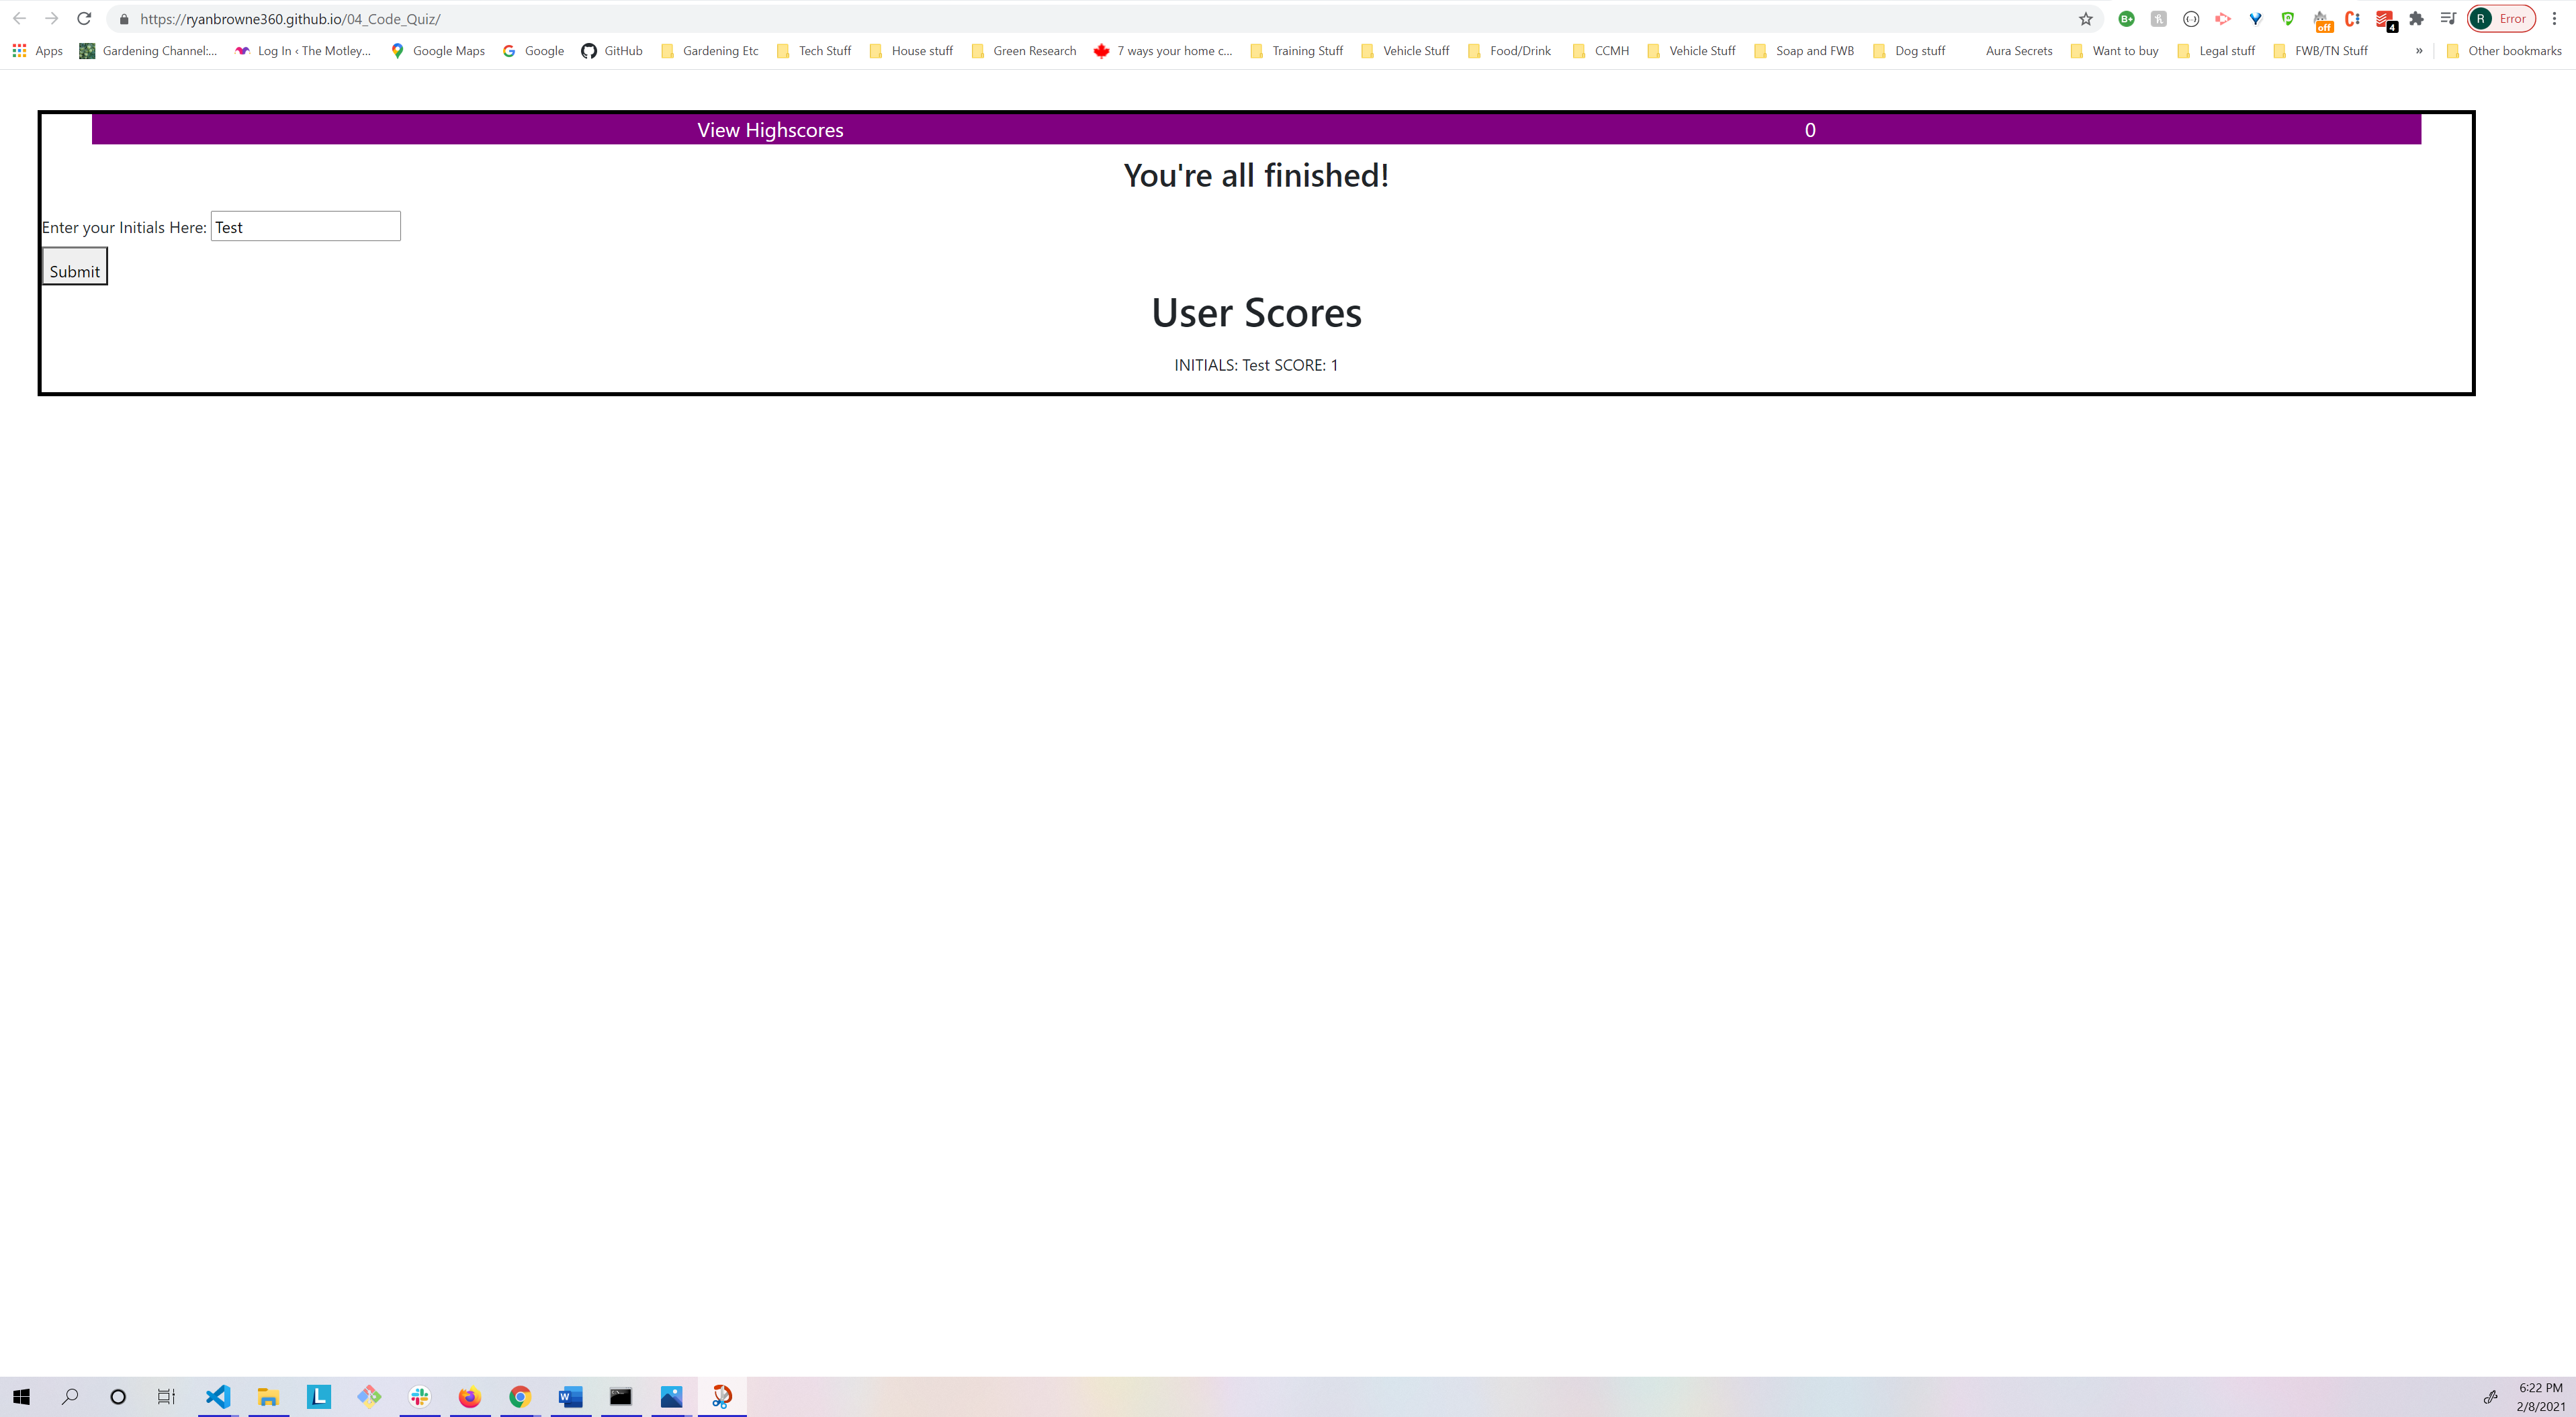 https://ryanbrowne360.github.io/04_Code_Quiz/
B+
off
4
R
Error
Apps
Gardening Channel:...
Log In ‹ The Motley...
Google Maps
Google
GitHub
Gardening Etc
Tech Stuff
House stuff
Green Research
7 ways your home c...
Training Stuff
Vehicle Stuff
Food/Drink
CCMH
Vehicle Stuff
Soap and FWB
Dog stuff
Aura Secrets
Want to buy
Legal stuff
FWB/TN Stuff
»
Other bookmarks
View Highscores
0
You're all finished!
Enter your Initials Here: Test
Submit
User Scores
INITIALS: Test SCORE: 1
L
W
6:22 PM
2/8/2021